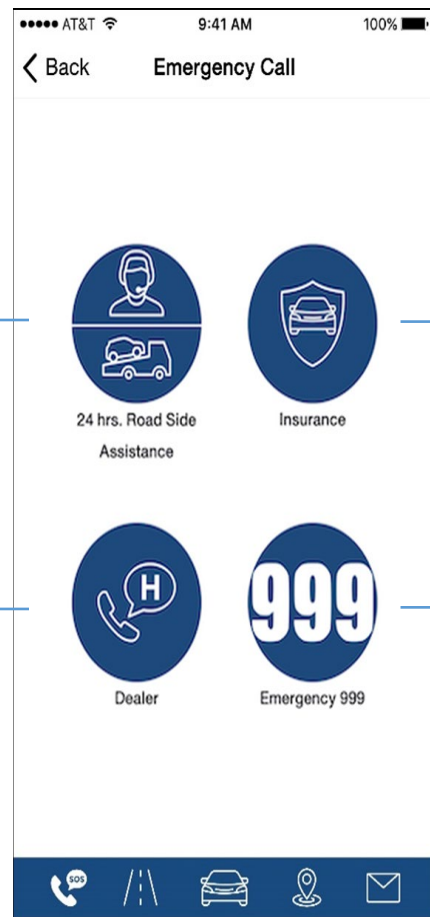 AT&T
9:41 AM
100%
Back
Emergency Call
24 hrs. Road Side
Assistance
Insurance
H
999
Dealer
Emergency 999
SOS